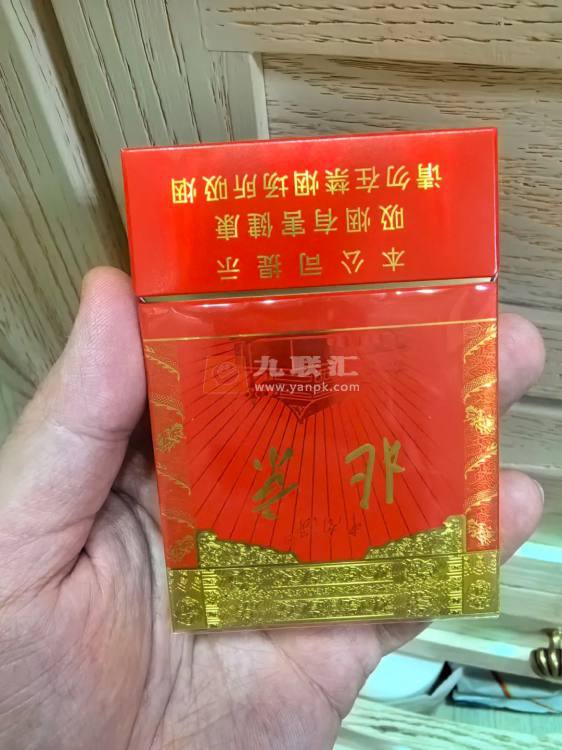 本公司提示
吸烟有害健康
请勿在禁烟场所吸烟
九联汇
www.yanpk.com
北京